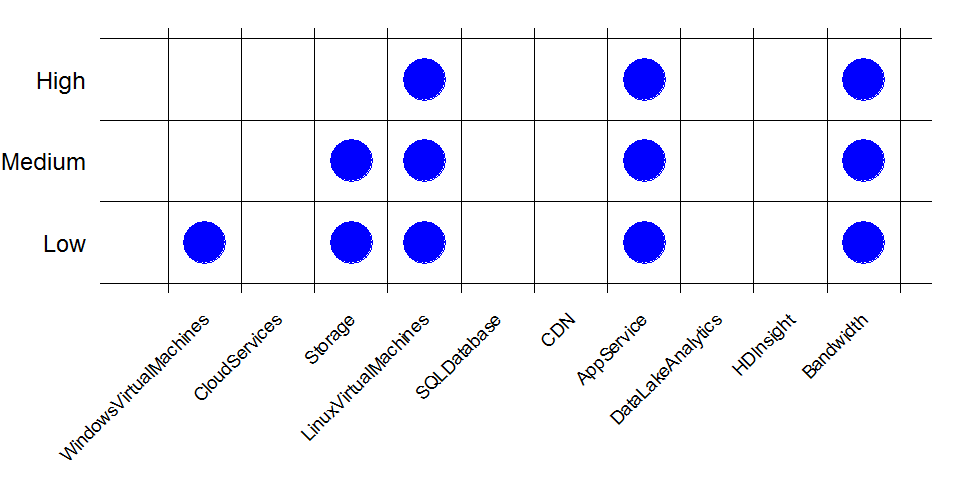 High
Medium
Low
WindowsVirtualMachines
CloudServices
Storage
LinuxVirtualMachines
SQLDatabase
CDN
AppService
DataLakeAnalytics
HDInsight
Bandwidth